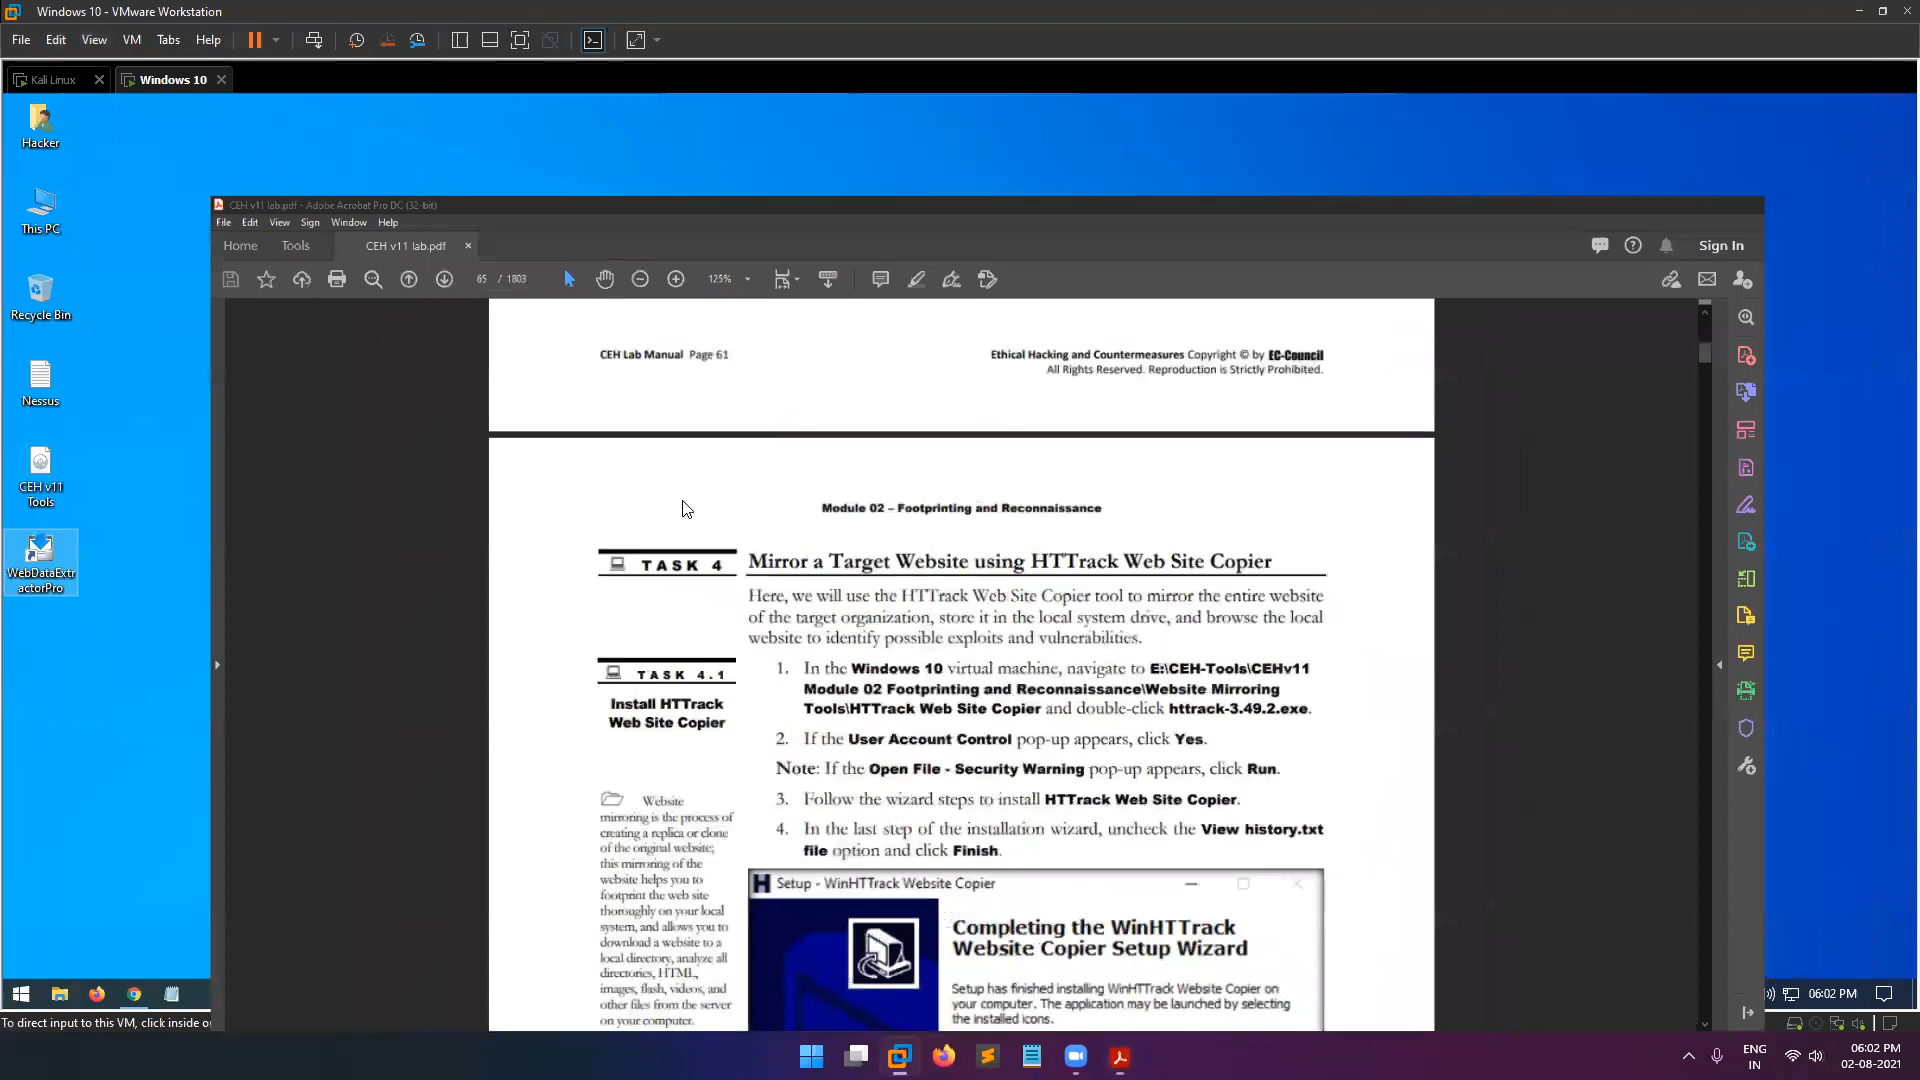 Windows 10 - VMware Workstation
File Edit View VM Tabs Help
Kali Linux
Windows 10
Hacker
This PC
Recycle Bin
Nessus
CEH v11
Tools
WebDataExtr
actorPro
CEH v11 lab.pdf - Adobe Acrobat Pro DC (32-bit)
File Edit View Sign Window Help
Home Tools CEH v11 lab.pdf
Sign In
65 / 1803
125%
CEH Lab Manual Page 61
Ethical Hacking and Countermeasures Copyright © by EC-Council
All Rights Reserved. Reproduction is Strictly Prohibited.
Module 02 – Footprinting and Reconnaissance
TASK 4
Mirror a Target Website using HTTrack Web Site Copier
Here, we will use the HTTrack Web Site Copier tool to mirror the entire website
of the target organization, store it in the local system drive, and browse the local
website to identify possible exploits and vulnerabilities.
TASK 4.1
Install HTTrack
Web Site Copier
1. In the Windows 10 virtual machine, navigate to E:\CEH-Tools\CEHv11
Module 02 Footprinting and Reconnaissance\Website Mirroring
Tools\HTTrack Web Site Copier and double-click httrack-3.49.2.exe.
2. If the User Account Control pop-up appears, click Yes.
Note: If the Open File - Security Warning pop-up appears, click Run.
3. Follow the wizard steps to install HTTrack Web Site Copier.
4. In the last step of the installation wizard, uncheck the View history.txt
file option and click Finish.
Website
mirroring is the process of
creating a replica or clone
of the original website;
this mirroring of the
website helps you to
footprint the web site
thoroughly on your local
system, and allows you to
download a website to a
local directory, analyze all
directories, HTML,
images, flash, videos, and
other files from the server
on your computer.
Setup - WinHTTrack Website Copier
Completing the WinHTTrack
Website Copier Setup Wizard
Setup has finished installing WinHTTrack Website Copier on
your computer. The application may be launched by selecting
the installed icons.
06:02 PM
To direct input to this VM, click inside o
ENG
IN
06:02 PM
02-08-2021